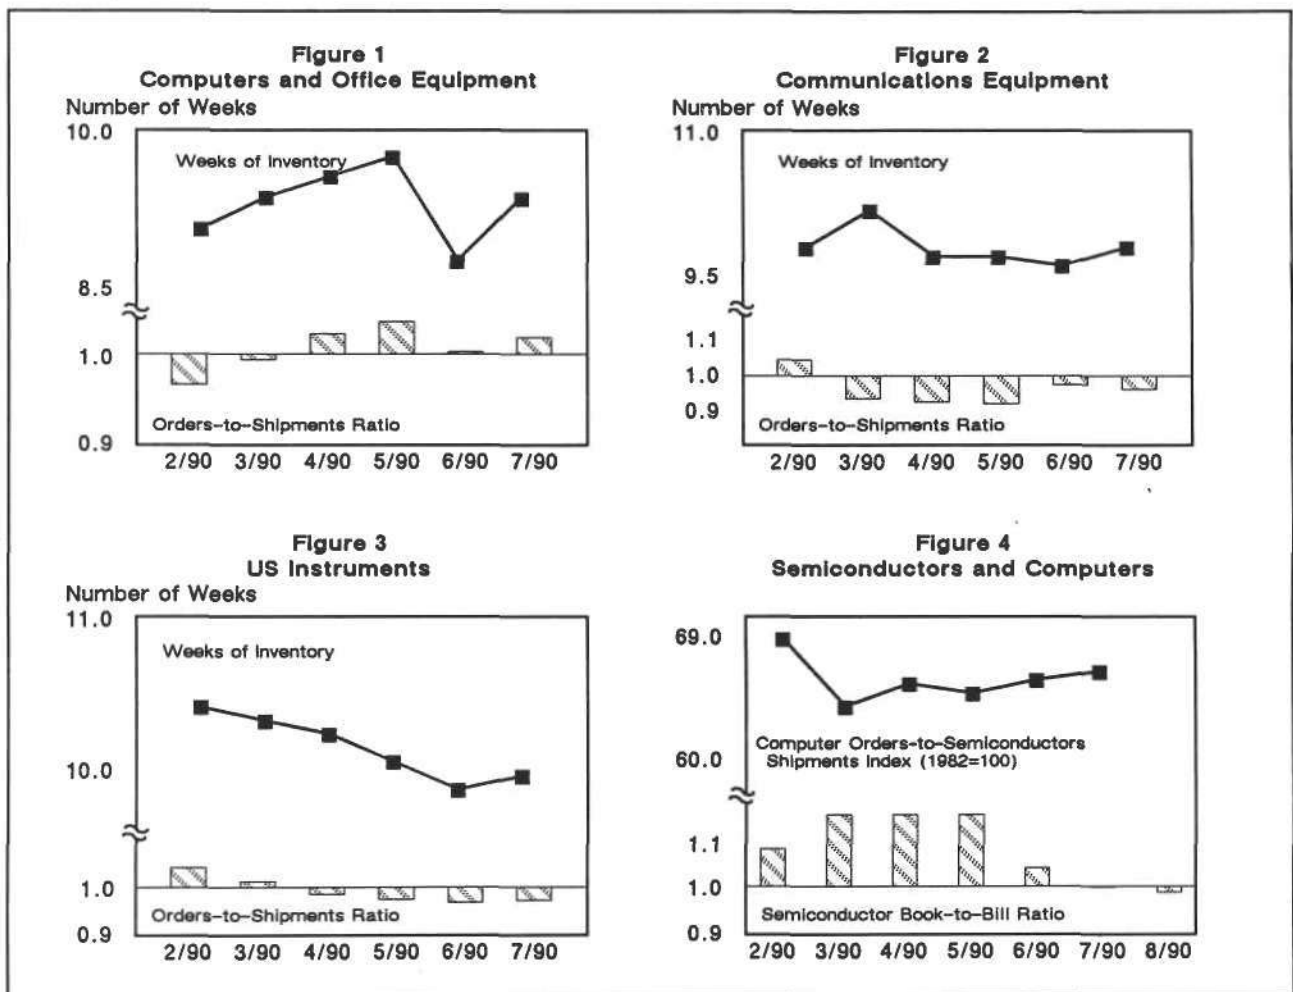 Figure 1
Computers and Office Equipment
Number of Weeks
10.0
Weeks of Inventory
8.5
1.0
Orders-to-Shipments Ratio
0.9
2/90 3/90 4/90 5/90 6/90 7/90
Figure 2
Communications Equipment
Number of Weeks
11.0
Weeks of Inventory
9.5
1.1
1.0
0.9
Orders-to-Shipments Ratio
2/90 3/90 4/90 5/90 6/90 7/90
Figure 3
US Instruments
Number of Weeks
11.0
Weeks of Inventory
10.0
1.0
Orders-to-Shipments Ratio
0.9
2/90 3/90 4/90 5/90 6/90 7/90
Figure 4
Semiconductors and Computers
69.0
Computer Orders-to-Semiconductors
60.0
Shipments Index (1982=100)
1.1
1.0
Semiconductor Book-to-Bill Ratio
0.9
2/90 3/90 4/90 5/90 6/90 7/90 8/90